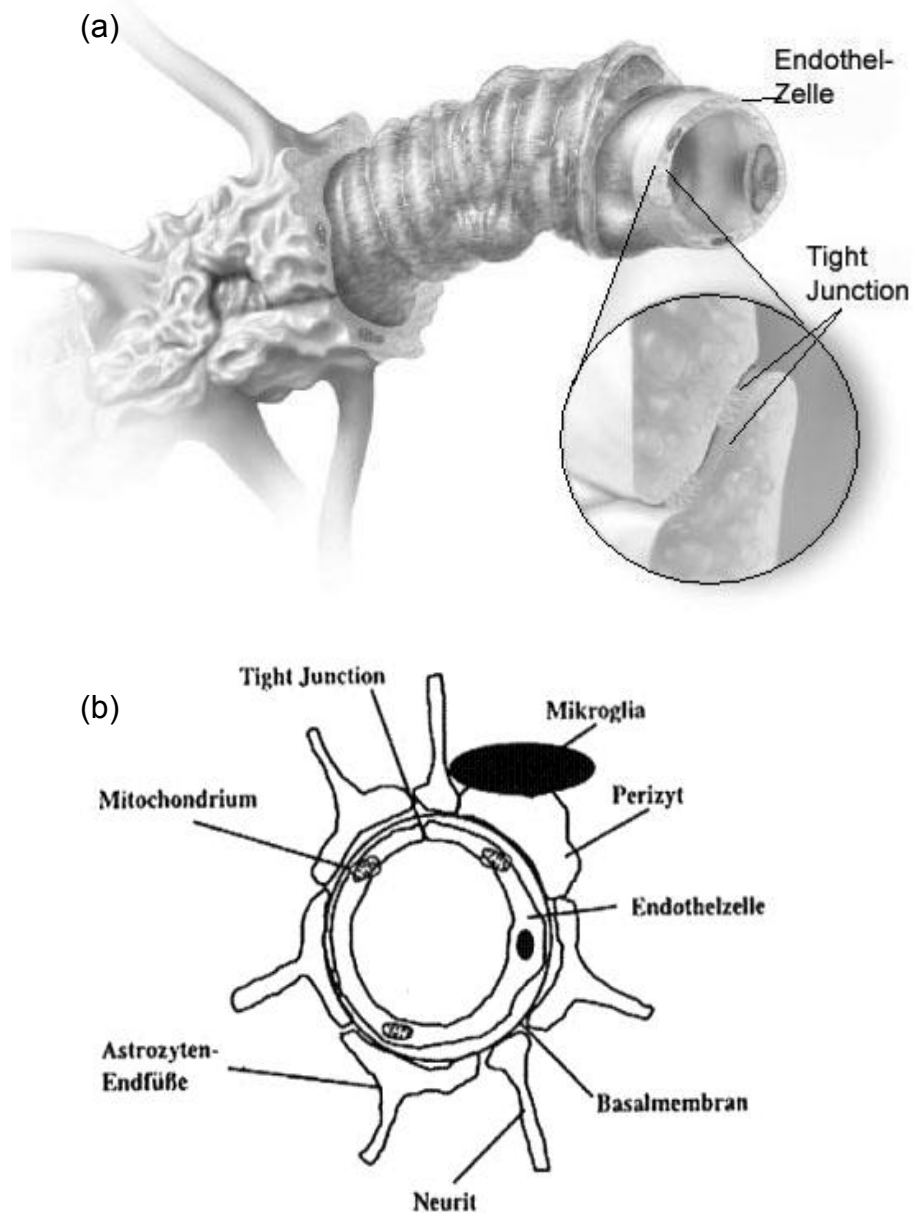 (a)
Endothel-
Zelle
Tight
Junction
(b)
Tight Junction
Mikroglia
Mitochondrium
Perizyt
Endothelzelle
Astrozyten-
Endfüße
Basalmembran
Neurit